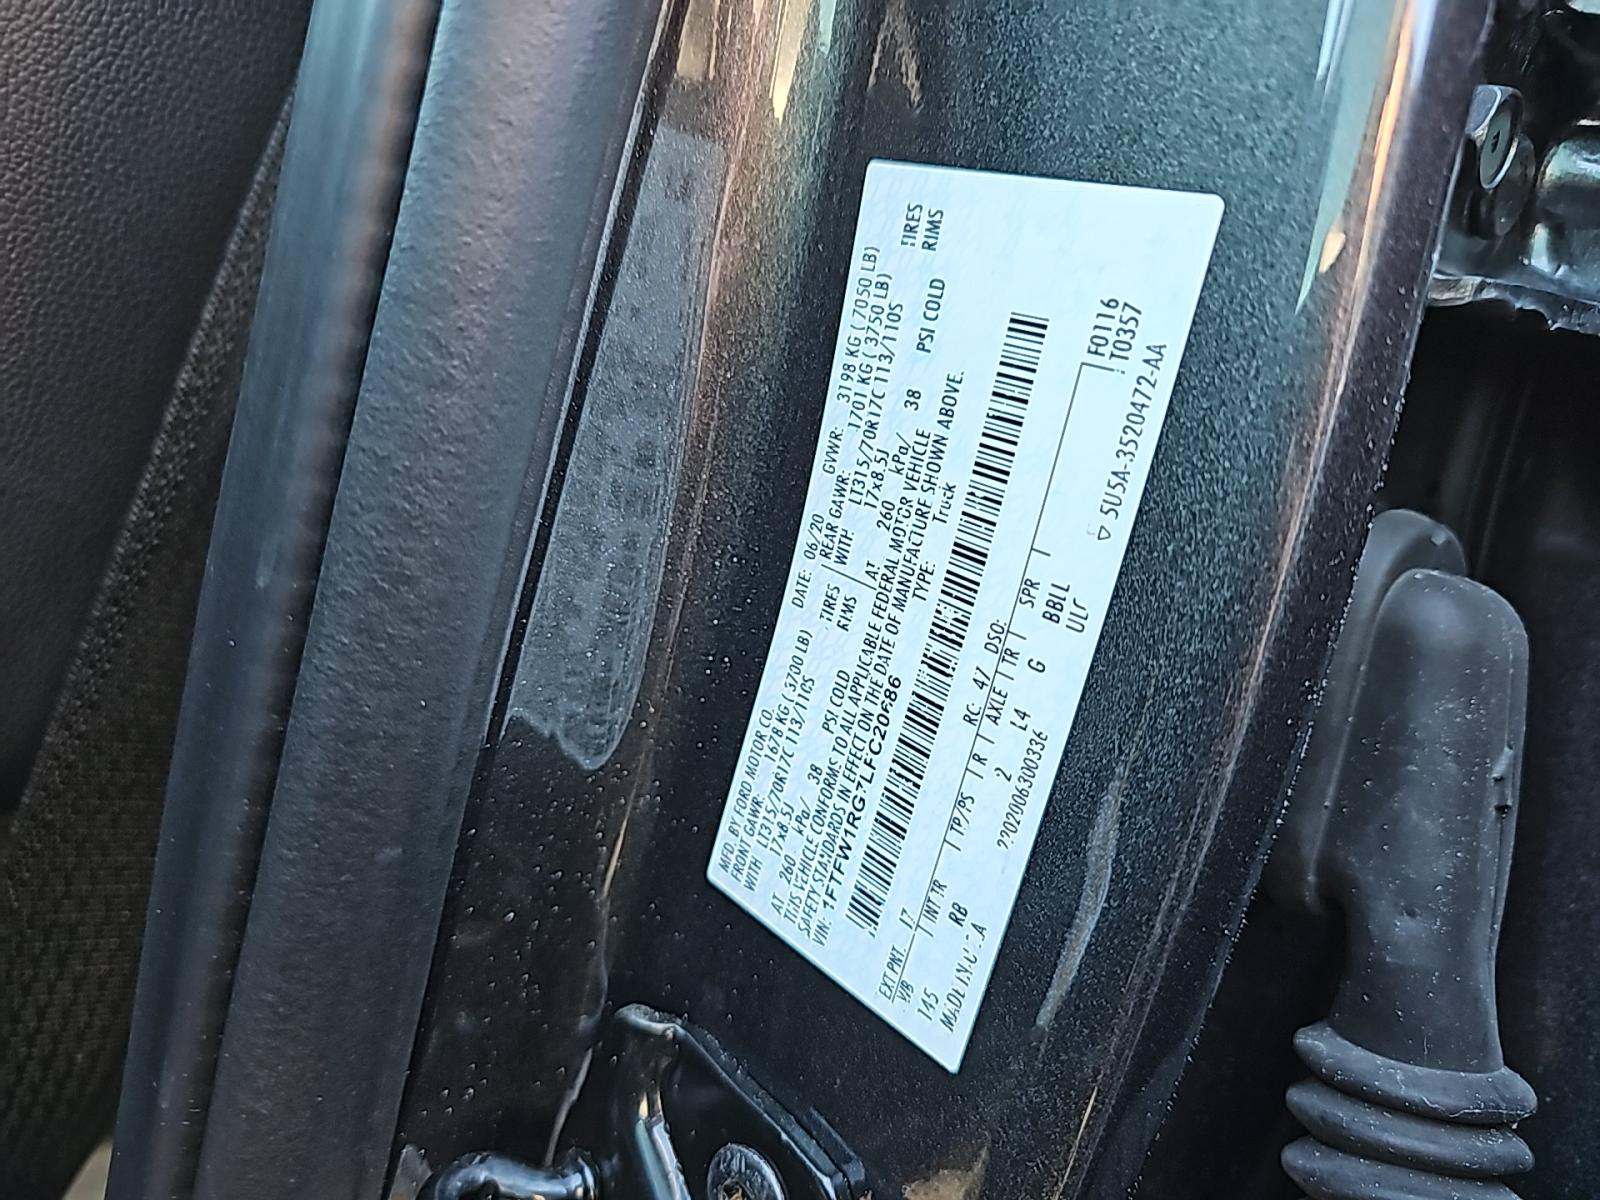 MFD. BY FORD MOTOR CO.
DATE: 06/20 GVWR: 3198 KG ( 7050 LB)
FRONT GAWR: 1678 KG ( 3700 LB)
REAR GAWR: 1701 KG ( 3750 LB)
WITH LT315/70R17C 113/110S TIRES
WITH LT315/70R17C 113/110S TIRES
17x8.5J RIMS
17x8.5J RIMS
AT 260 kPa/ 38 PSI COLD
AT 260 kPa/ 38 PSI COLD
THIS VEHICLE CONFORMS TO ALL APPLICABLE FEDERAL MOTOR VEHICLE
SAFETY STANDARDS IN EFFECT ON THE DATE OF MANUFACTURE SHOWN ABOVE.
VIN: 1FTFW1RG7LFC20686
TYPE: Truck
EXT PNT: J7 RC: 47 DSO:
WB INT TR TP/PS R AXLE TR SPR F0116
145 RB 2 L4 G BBLL T0357
MADE IN U.S.A 2202006300336 ULC
▽ 5U5A-3520472-AA